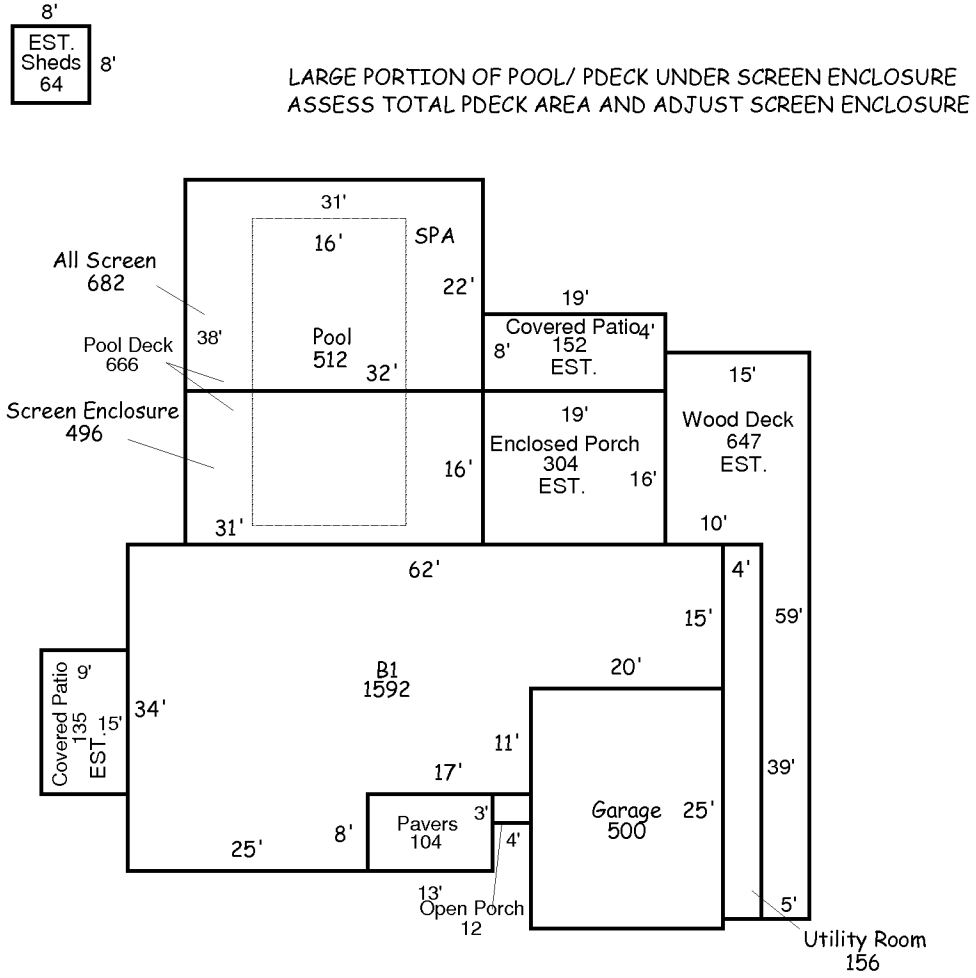 8'
EST.
Sheds
64
8'
LARGE PORTION OF POOL/ PDECK UNDER SCREEN ENCLOSURE
ASSESS TOTAL PDECK AREA AND ADJUST SCREEN ENCLOSURE
31'
16'
SPA
All Screen
682
22'
38'
Pool
512
32'
Pool Deck
666
Screen Enclosure
496
16'
31'
19'
Covered Patio
4'
152
EST.
8'
19'
Enclosed Porch
304
EST.
16'
15'
Wood Deck
647
EST.
10'
62'
4'
15'
59'
20'
B1
1592
9'
Covered Patio
135
EST.
15'
34'
11'
17'
39'
Garage
500
25'
3'
Pavers
104
4'
8'
25'
13'
Open Porch
12
5'
Utility Room
156